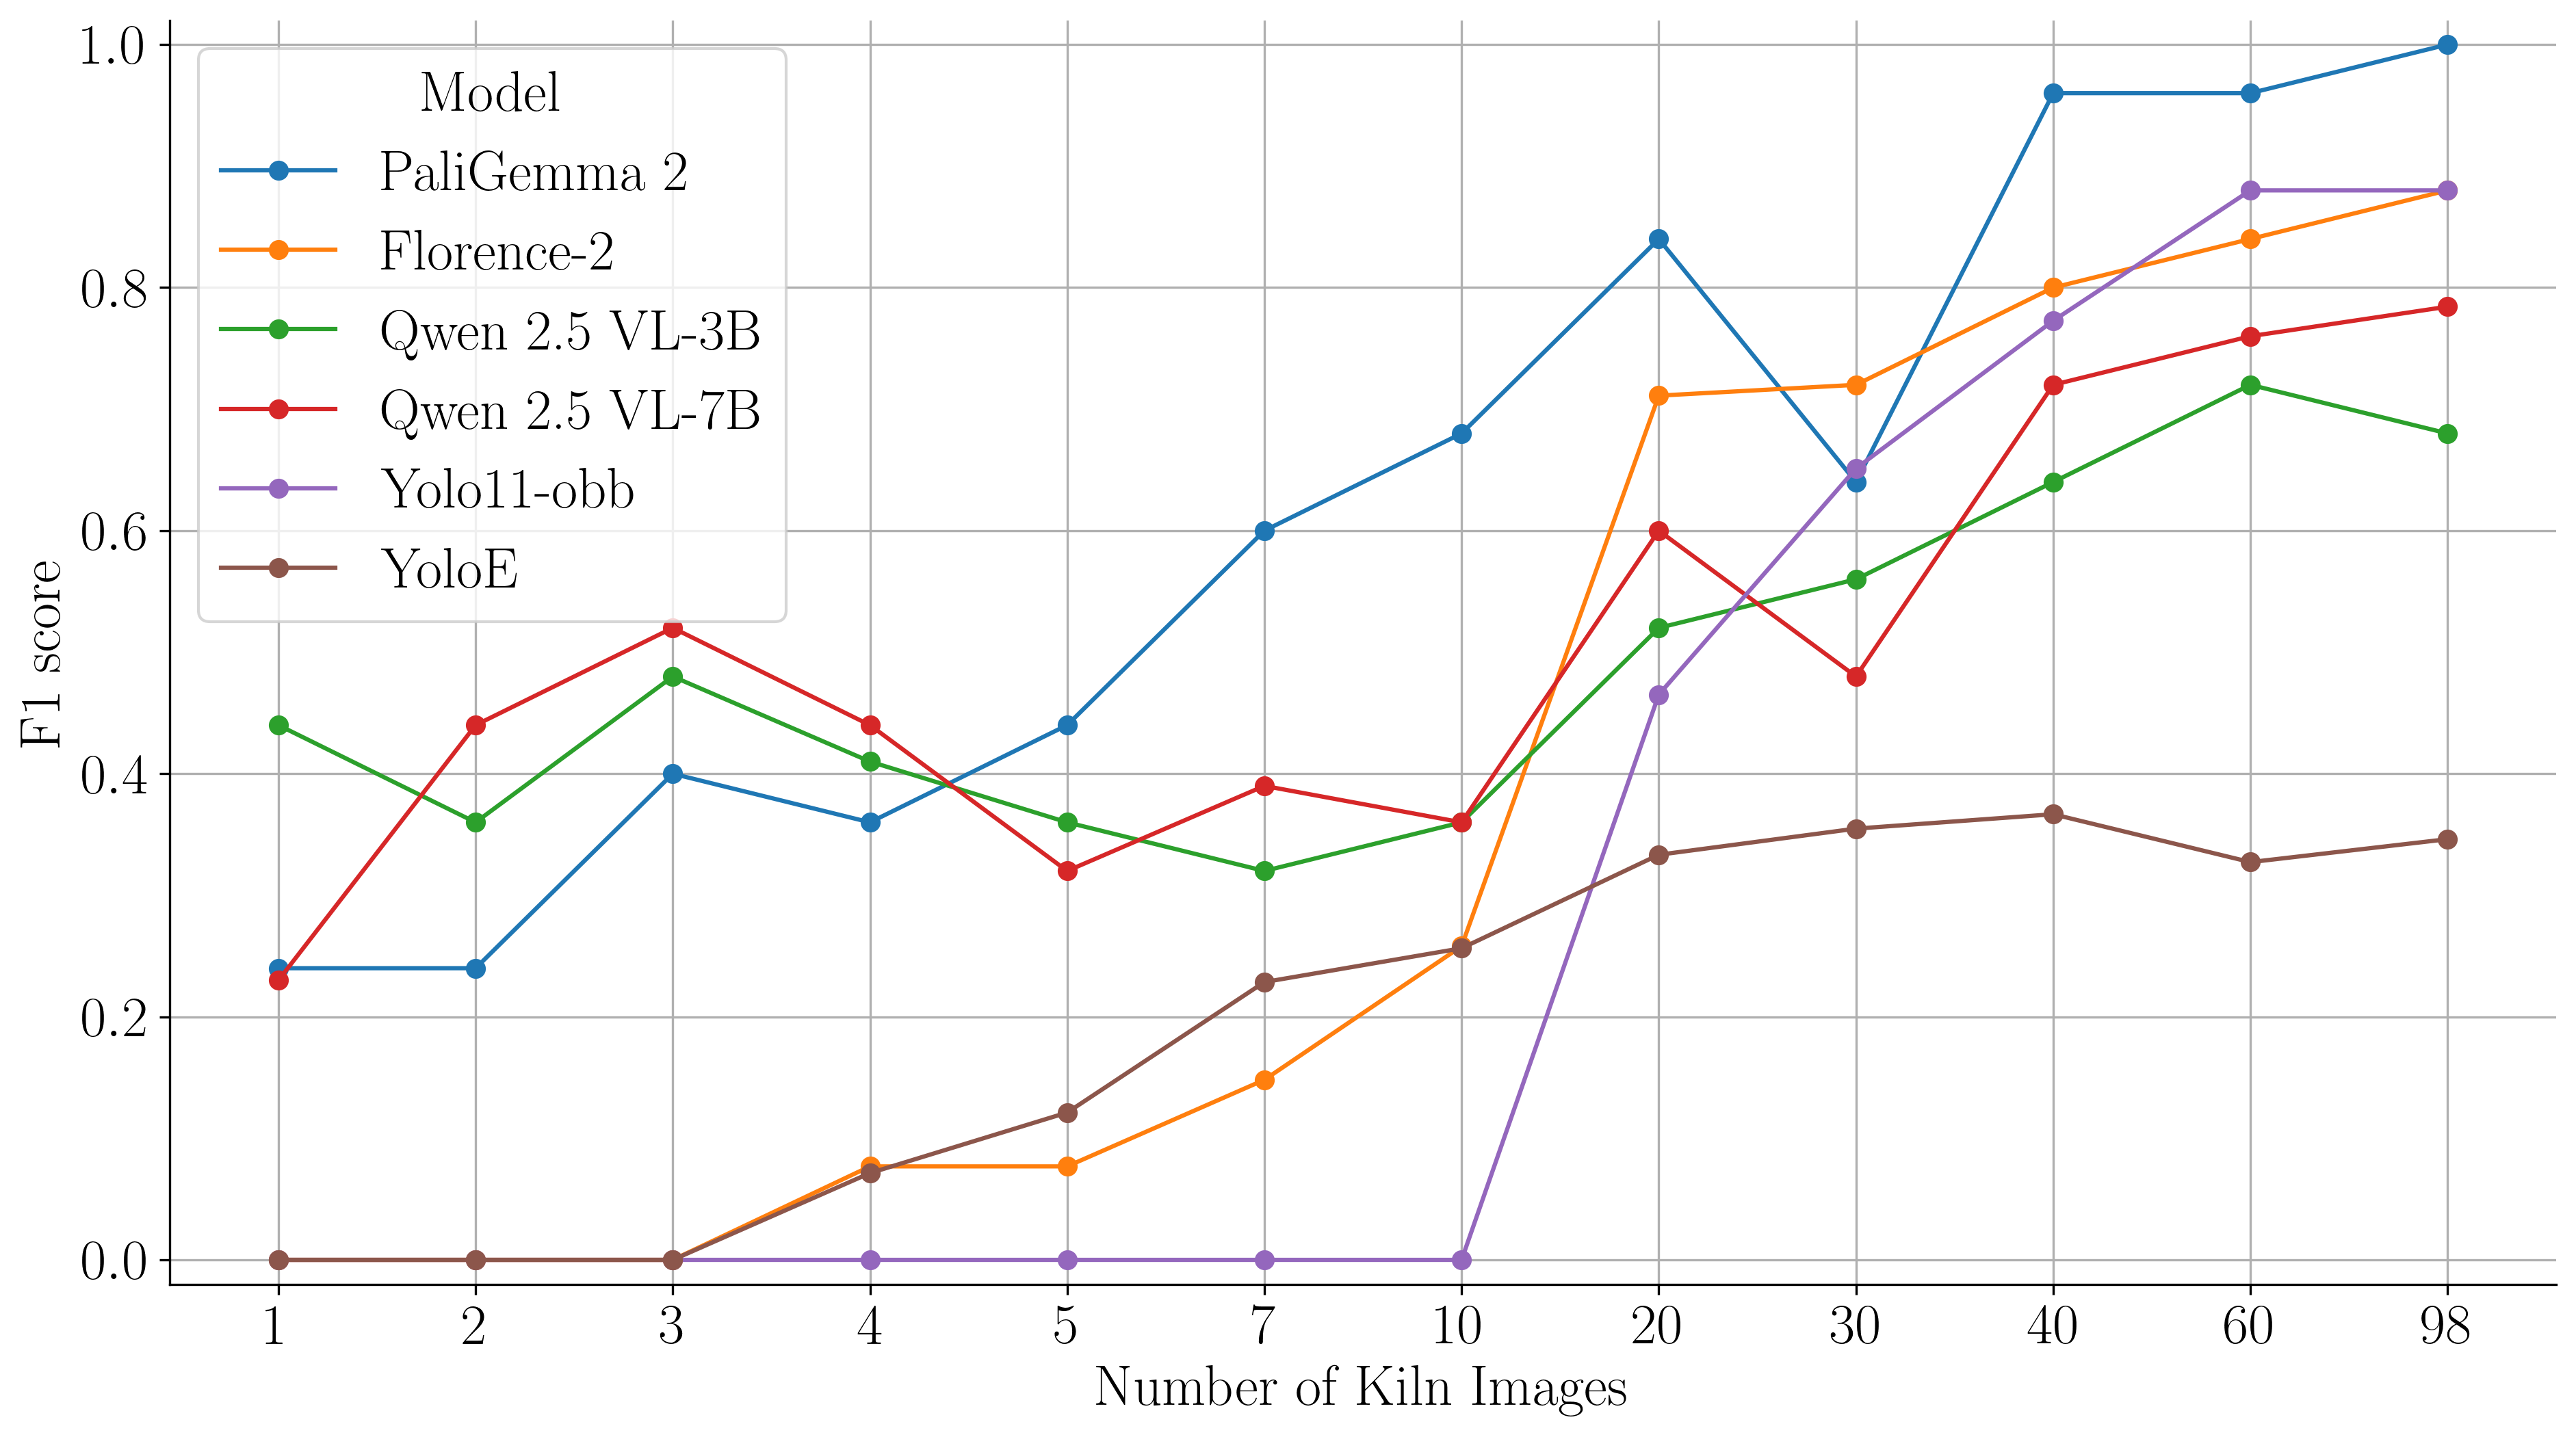 Model
PaliGemma 2
Florence-2
Qwen 2.5 VL-3B
Qwen 2.5 VL-7B
Yolo11-obb
YoloE
1.0
0.8
0.6
0.4
0.2
0.0
F1 score
1 2 3 4 5 7 10 20 30 40 60 98
Number of Kiln Images